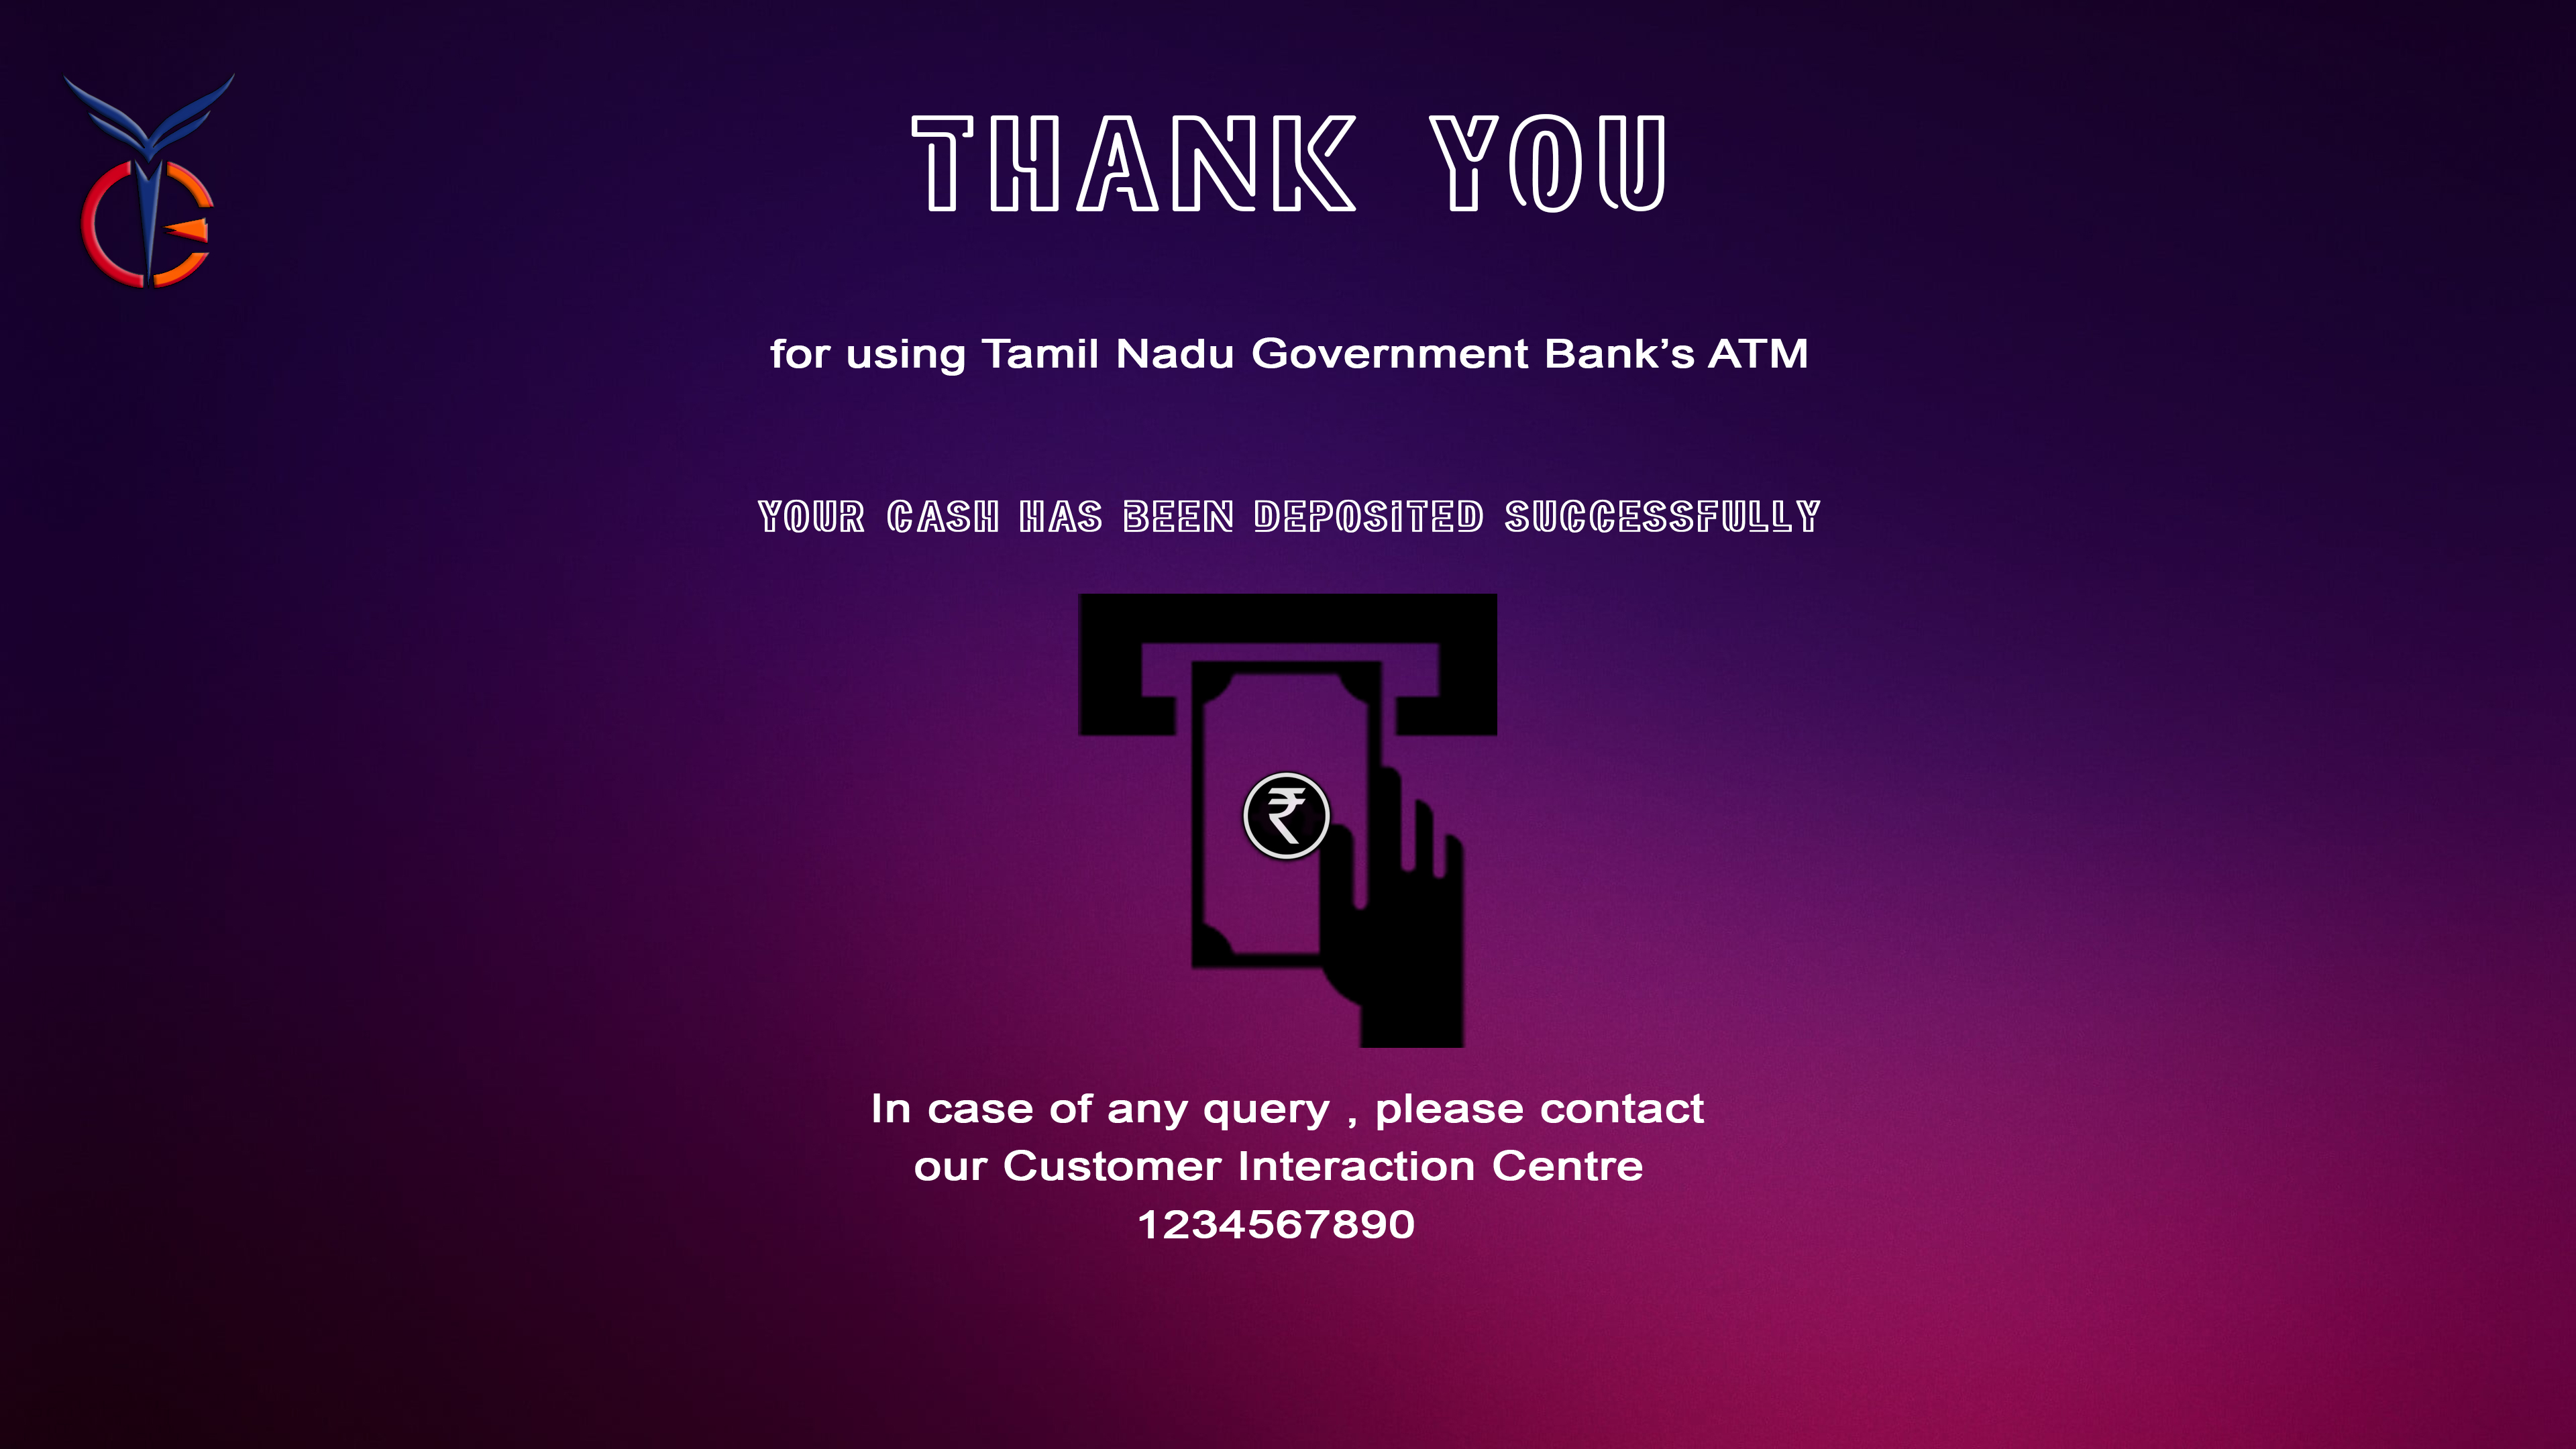 THANK YOU
for using Tamil Nadu Government Bank’s ATM
YOUR CASH HAS BEEN DEPOSITED SUCCESSFULLY
₹
In case of any query , please contact
our Customer Interaction Centre
1234567890